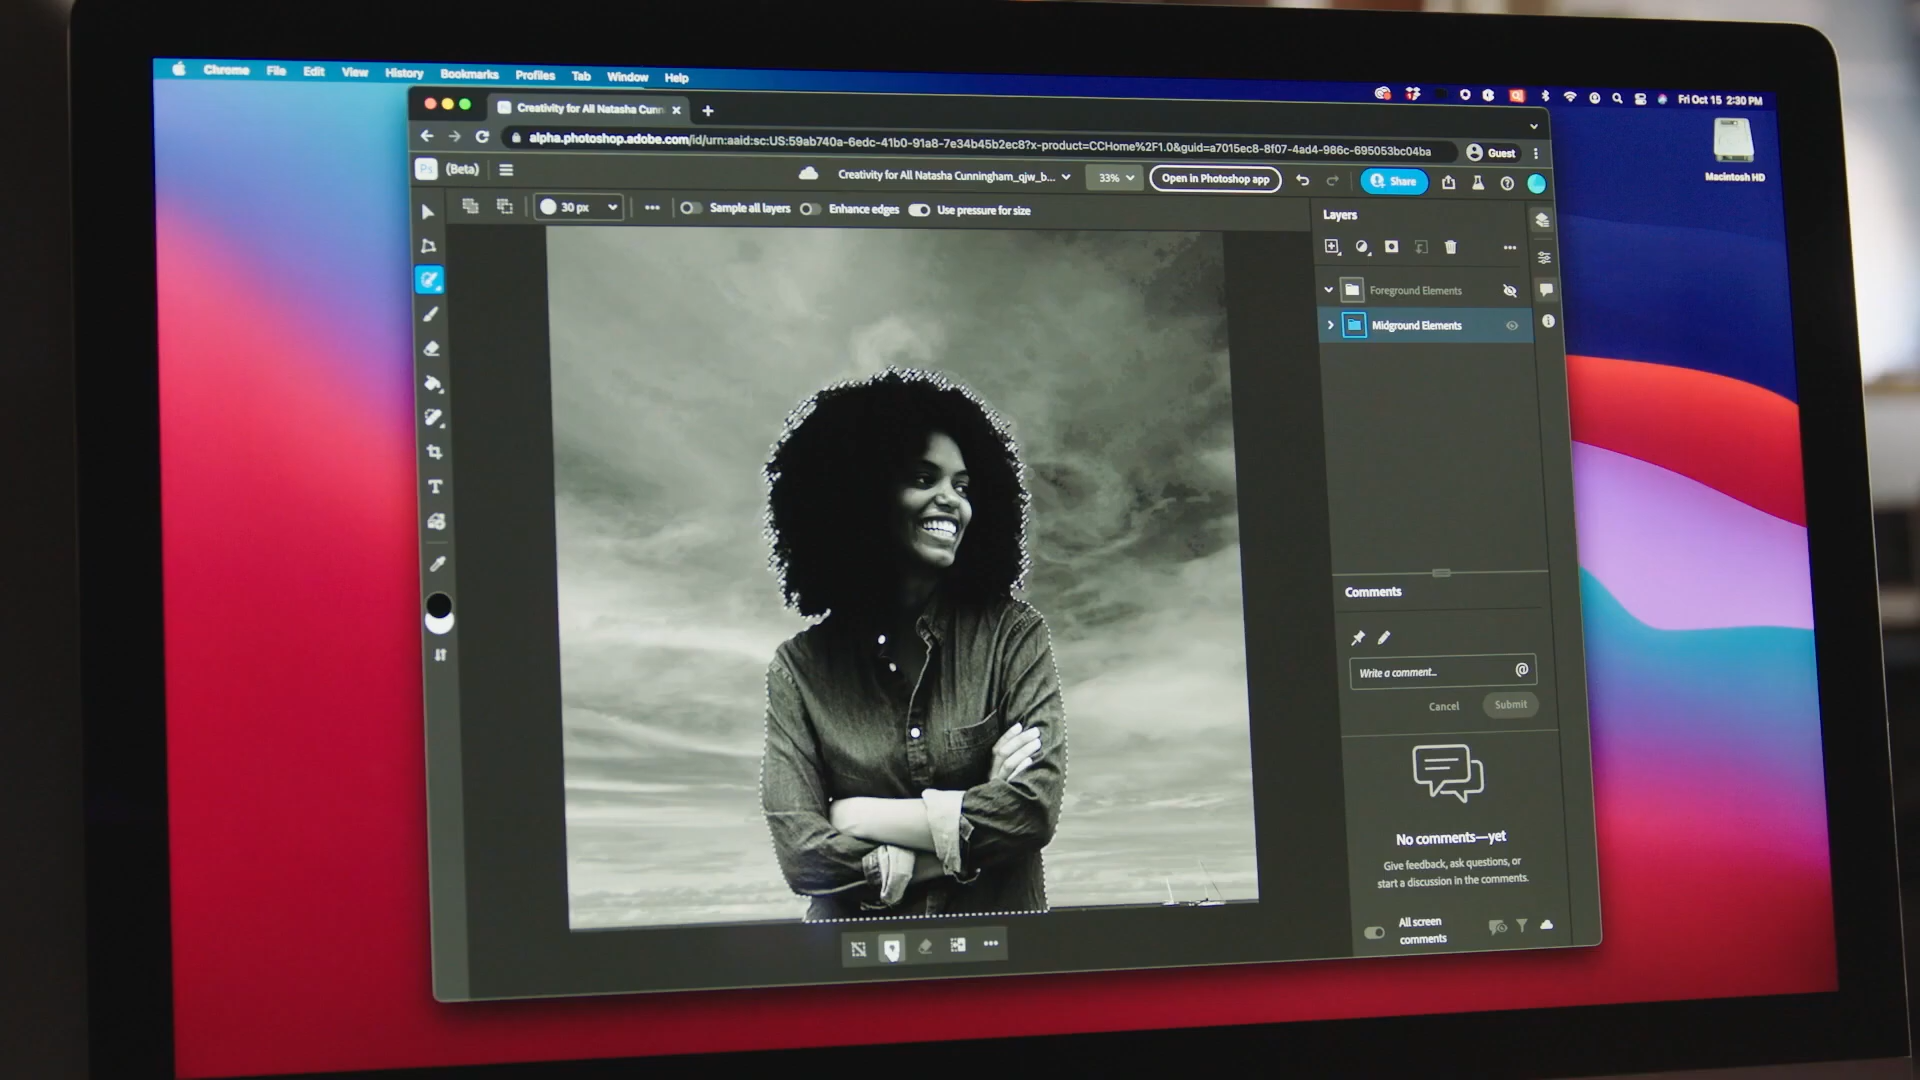 Chrome File Edit View History Bookmarks Profiles Tab Window Help
Fri Oct 15 2:30 PM
Creativity for All Natasha Cunn
alpha.photoshop.adobe.com/id/urn:aaid:sc:US:59ab740a-6edc-41b0-91a8-7e34b45b2ec8?x-product=CCHome%2F1.0&guid=a7015ec8-8f07-4ad4-986c-695053bc04ba
Guest
Macintosh HD
Ps (Beta)
Creativity for All Natasha Cunningham_qjw_b...
33%
Open in Photoshop app
Share
30 px
Sample all layers
Enhance edges
Use pressure for size
Layers
Foreground Elements
Midground Elements
T
Comments
Write a comment...
@
Cancel
Submit
No comments—yet
Give feedback, ask questions, or
start a discussion in the comments.
All screen
comments